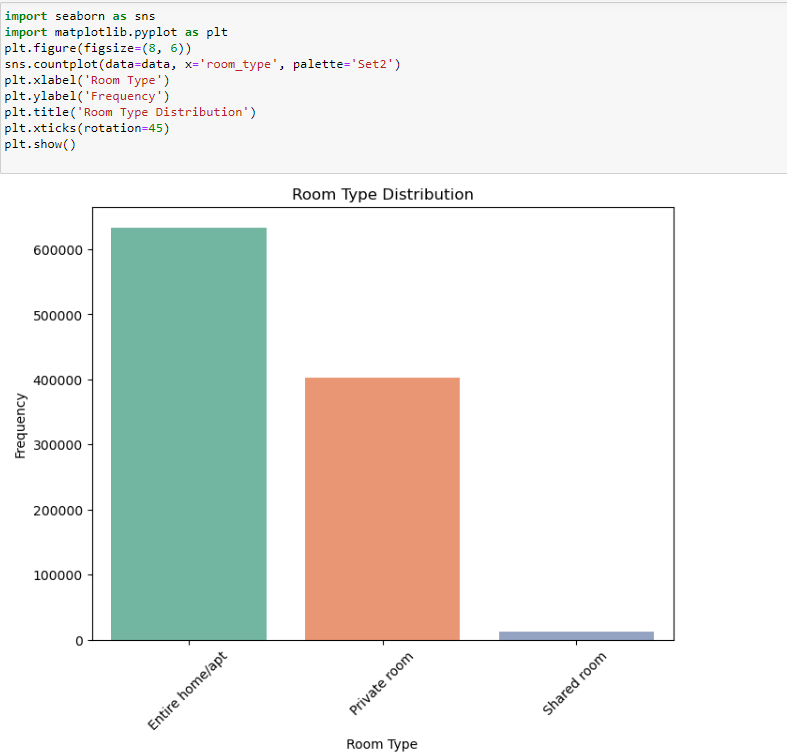 import seaborn as sns
import matplotlib.pyplot as plt
plt.figure(figsize=(8, 6))
sns.countplot(data=data, x='room_type', palette='Set2')
plt.xlabel('Room Type')
plt.ylabel('Frequency')
plt.title('Room Type Distribution')
plt.xticks(rotation=45)
plt.show()
Room Type Distribution
600000
500000
400000
300000
200000
100000
0
Frequency
Entire home/apt
Private room
Shared room
Room Type